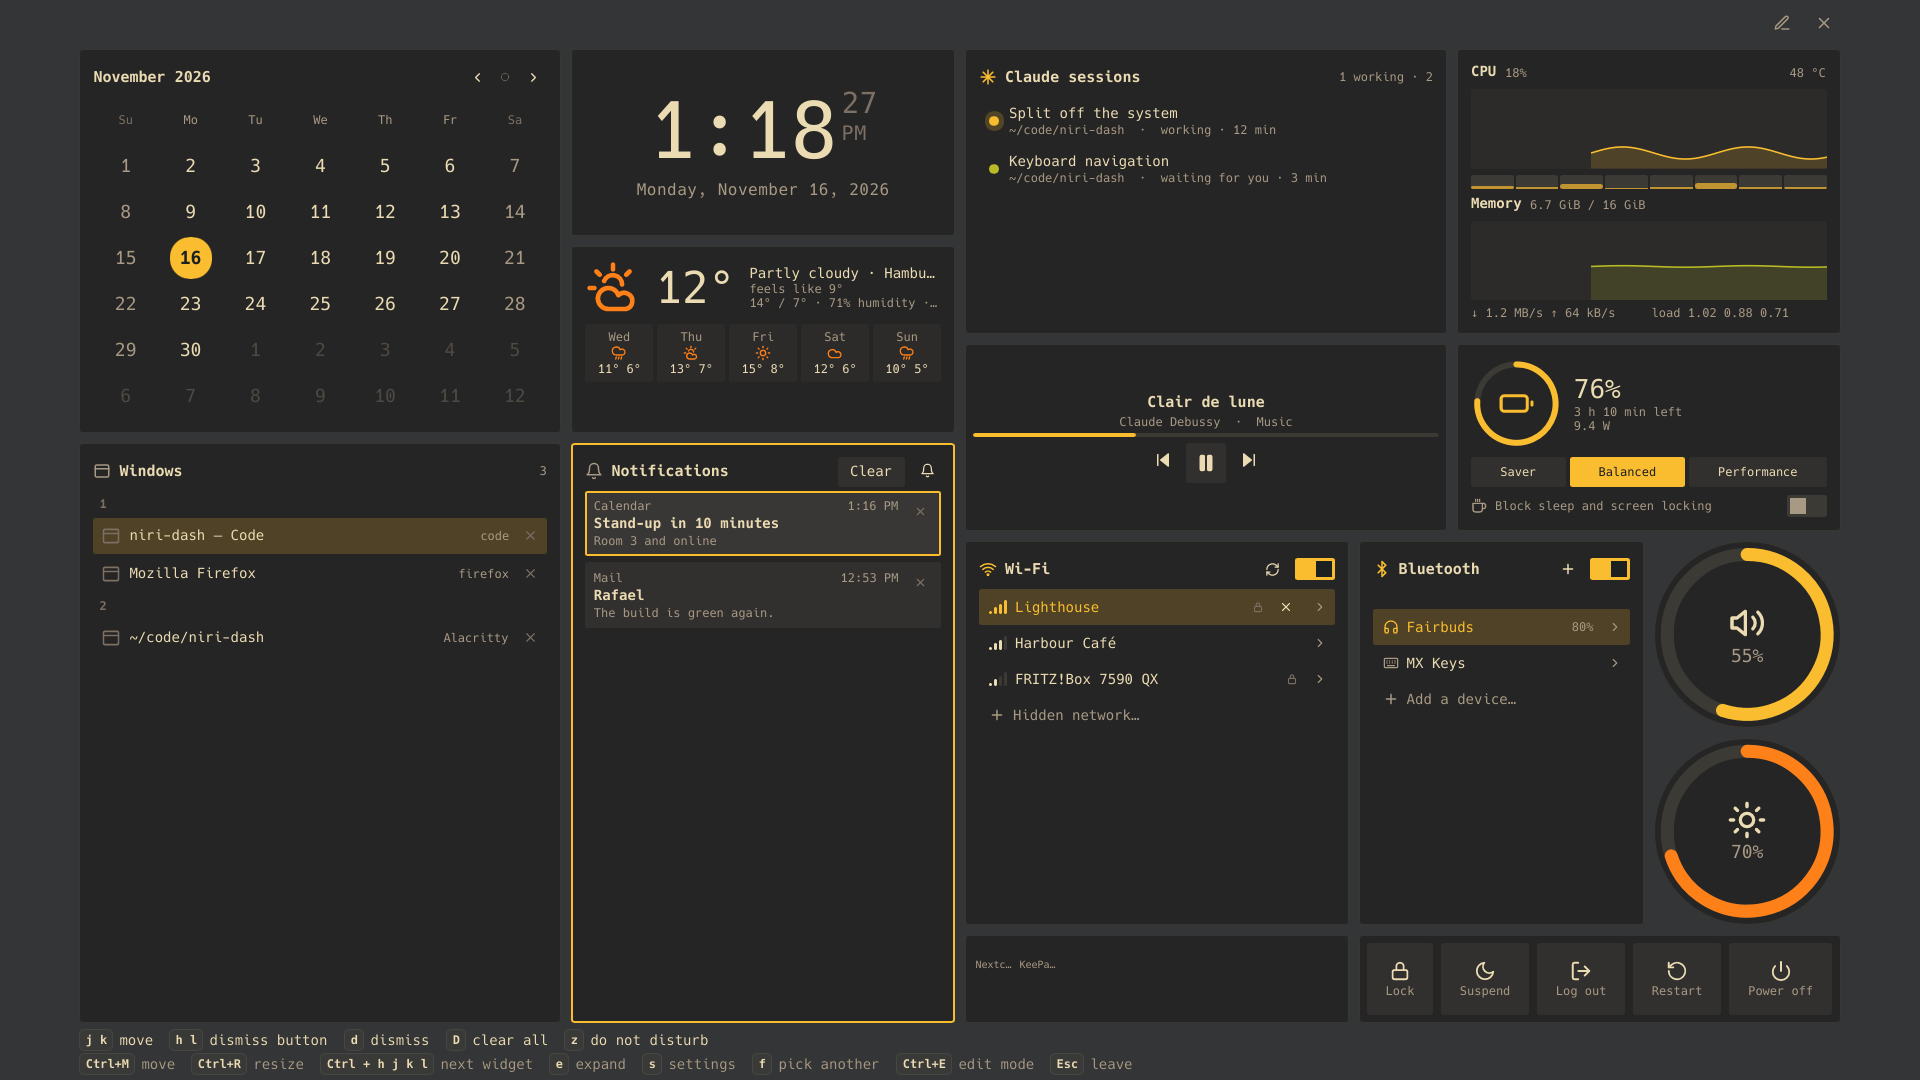 November 2026
Su Mo Tu We Th Fr Sa
1 2 3 4 5 6 7
8 9 10 11 12 13 14
15 16 17 18 19 20 21
22 23 24 25 26 27 28
29 30 1 2 3 4 5
6 7 8 9 10 11 12
1:18 27 PM
Monday, November 16, 2026
12° Partly cloudy · Hambu…
feels like 9°
14° / 7° · 71% humidity ·…
Wed Thu Fri Sat Sun
11° 6° 13° 7° 15° 8° 12° 6° 10° 5°
Claude sessions 1 working · 2
Split off the system
~/code/niri-dash · working · 12 min
Keyboard navigation
~/code/niri-dash · waiting for you · 3 min
CPU 18% 48 °C
Memory 6.7 GiB / 16 GiB
↓ 1.2 MB/s ↑ 64 kB/s load 1.02 0.88 0.71
Clair de lune
Claude Debussy · Music
76%
3 h 10 min left
9.4 W
Saver Balanced Performance
Block sleep and screen locking
Windows 3
1
niri-dash — Code code
Mozilla Firefox firefox
2
~/code/niri-dash Alacritty
Notifications Clear
Calendar 1:16 PM
Stand-up in 10 minutes
Room 3 and online
Mail 12:53 PM
Rafael
The build is green again.
Wi-Fi
Lighthouse
Harbour Café
FRITZ!Box 7590 QX
Hidden network…
Bluetooth
Fairbuds 80%
MX Keys
Add a device…
55%
70%
Nextc… KeePa…
Lock Suspend Log out Restart Power off
j k move h l dismiss button d dismiss D clear all z do not disturb
Ctrl+M move Ctrl+R resize Ctrl + h j k l next widget e expand s settings f pick another Ctrl+E edit mode Esc leave